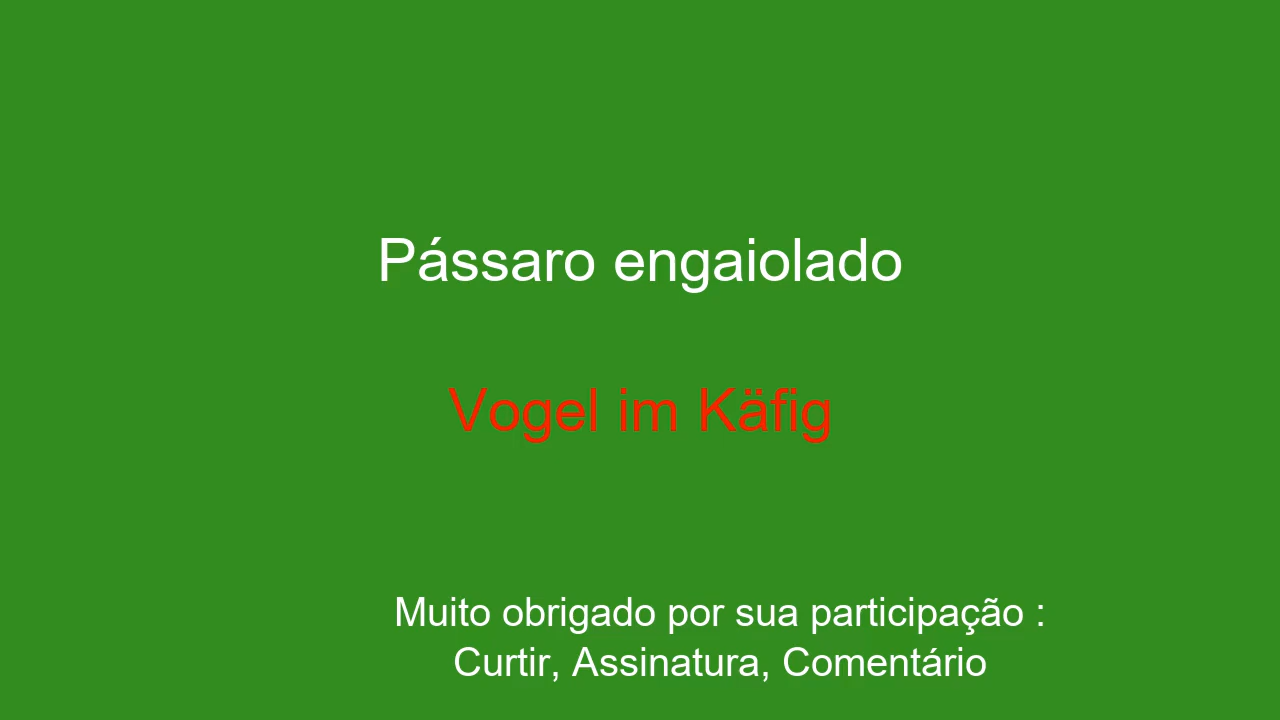 Pássaro engaiolado
Vogel im Käfig
Muito obrigado por sua participação :
Curtir, Assinatura, Comentário